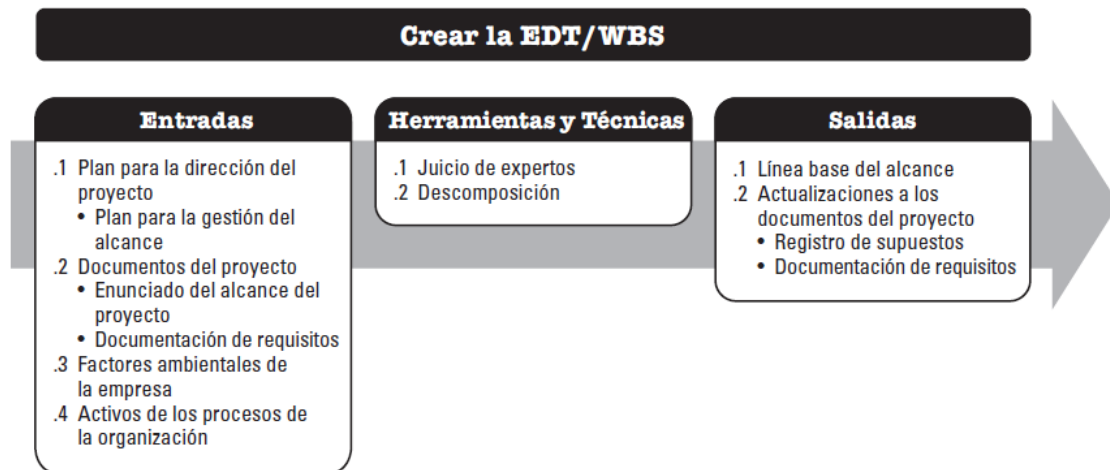 Crear la EDT/WBS
Entradas
.1 Plan para la dirección del
proyecto
• Plan para la gestión del
alcance
.2 Documentos del proyecto
• Enunciado del alcance del
proyecto
• Documentación de requisitos
.3 Factores ambientales de
la empresa
.4 Activos de los procesos de
la organización
Herramientas y Técnicas
.1 Juicio de expertos
.2 Descomposición
Salidas
.1 Línea base del alcance
.2 Actualizaciones a los
documentos del proyecto
• Registro de supuestos
• Documentación de requisitos